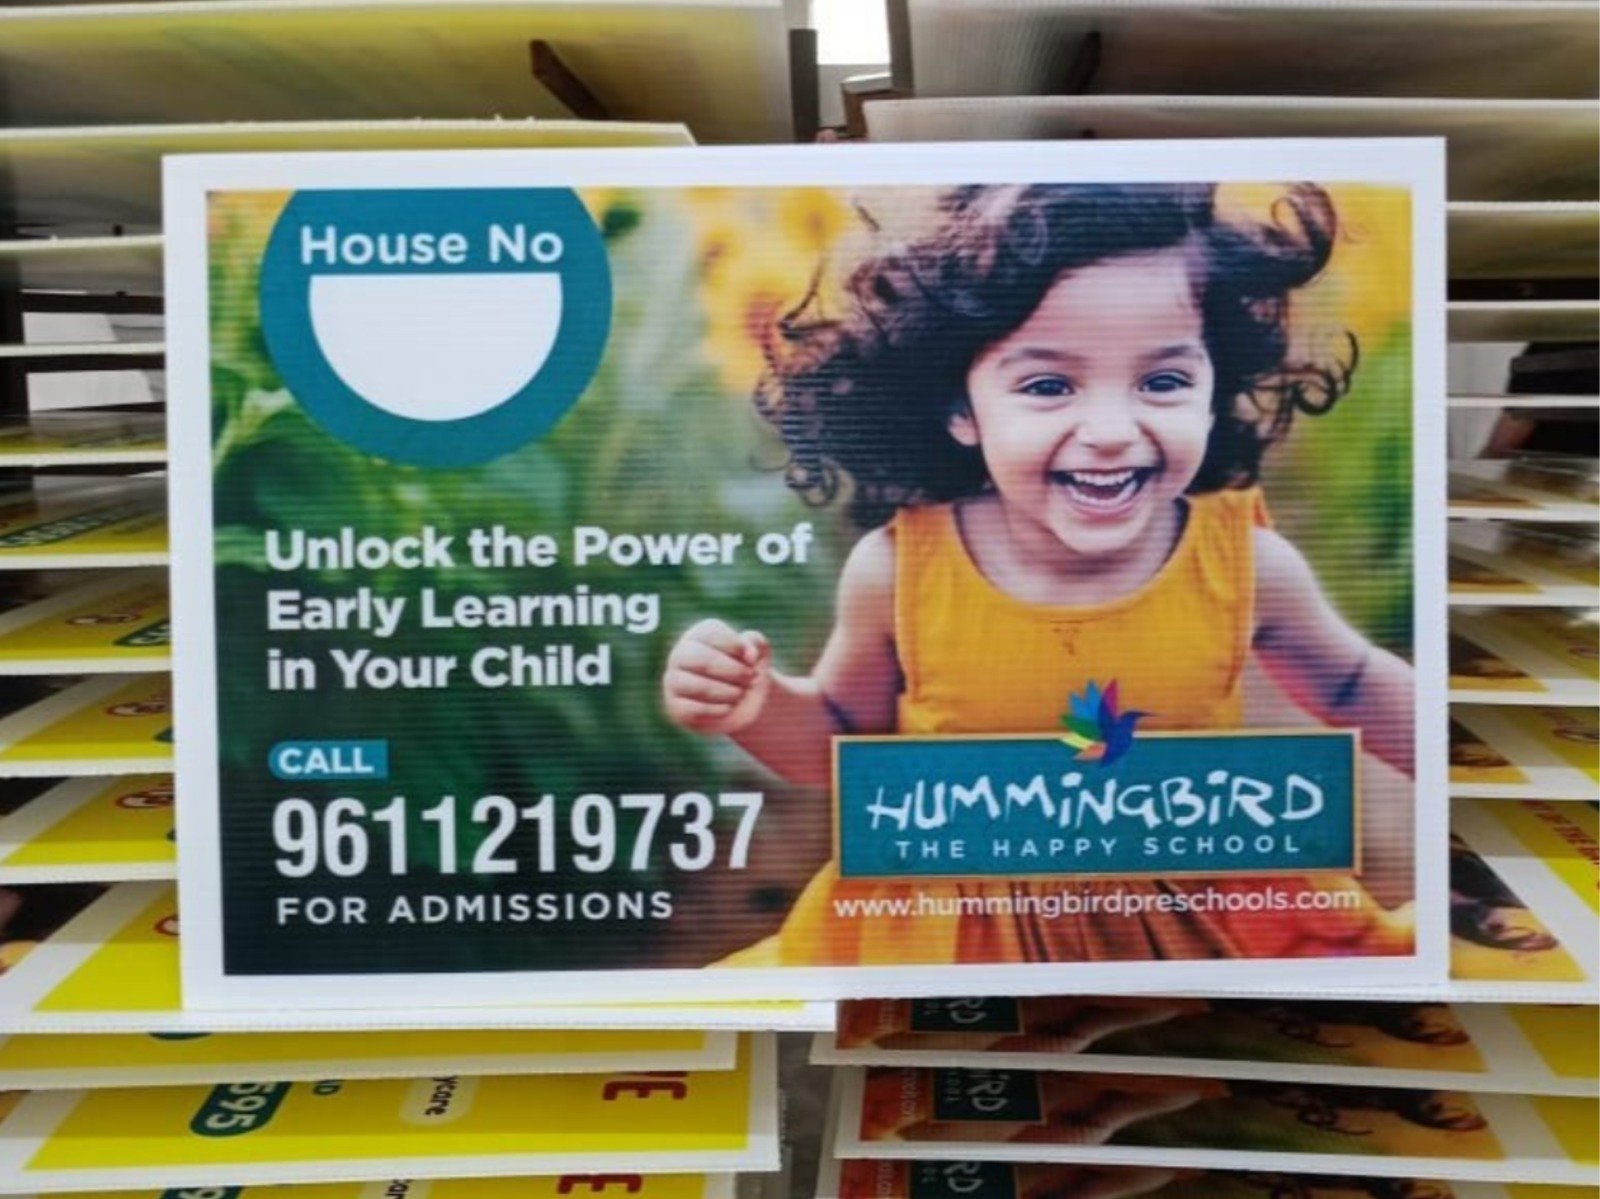 House No
Unlock the Power of
Early Learning
in Your Child
CALL
9611219737
FOR ADMISSIONS
HUMMiNGBiRD
THE HAPPY SCHOOL
www.hummingbirdpreschools.com
595